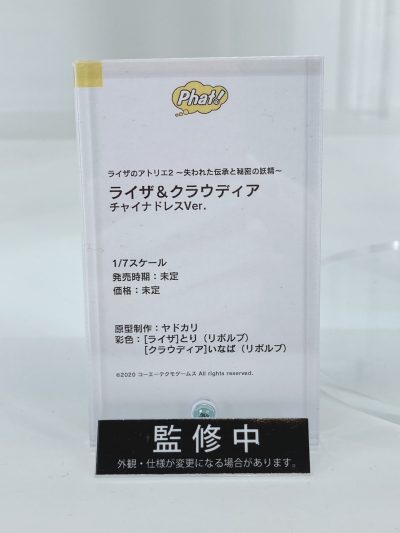 Phat!
ライザのアトリエ2 ～失われた伝承と秘密の妖精～
ライザ＆クラウディア
チャイナドレスVer.
1/7スケール
発売時期：未定
価格：未定
原型制作：ヤドカリ
彩色：[ライザ]とり（リボルブ）
[クラウディア]いなば（リボルブ）
©2020 コーエーテクモゲームス All rights reserved.
監修中
外観・仕様が変更になる場合があります。